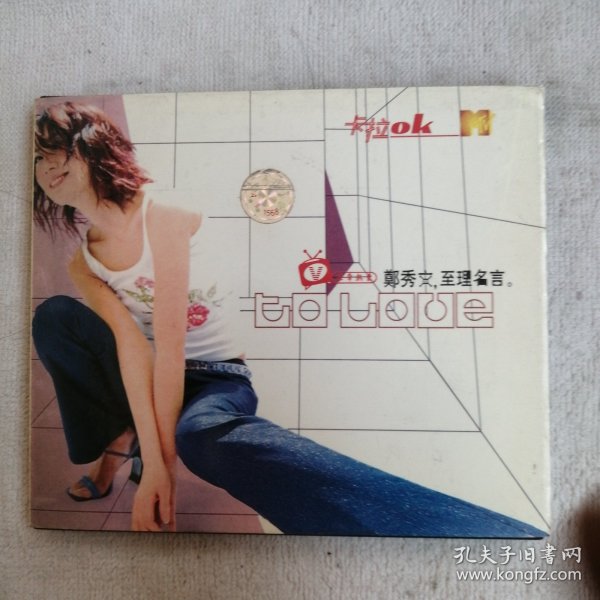 卡拉ok M
1568
V
鄭秀文,至理名言。
to Love
孔夫子旧书网
www.kongfz.com